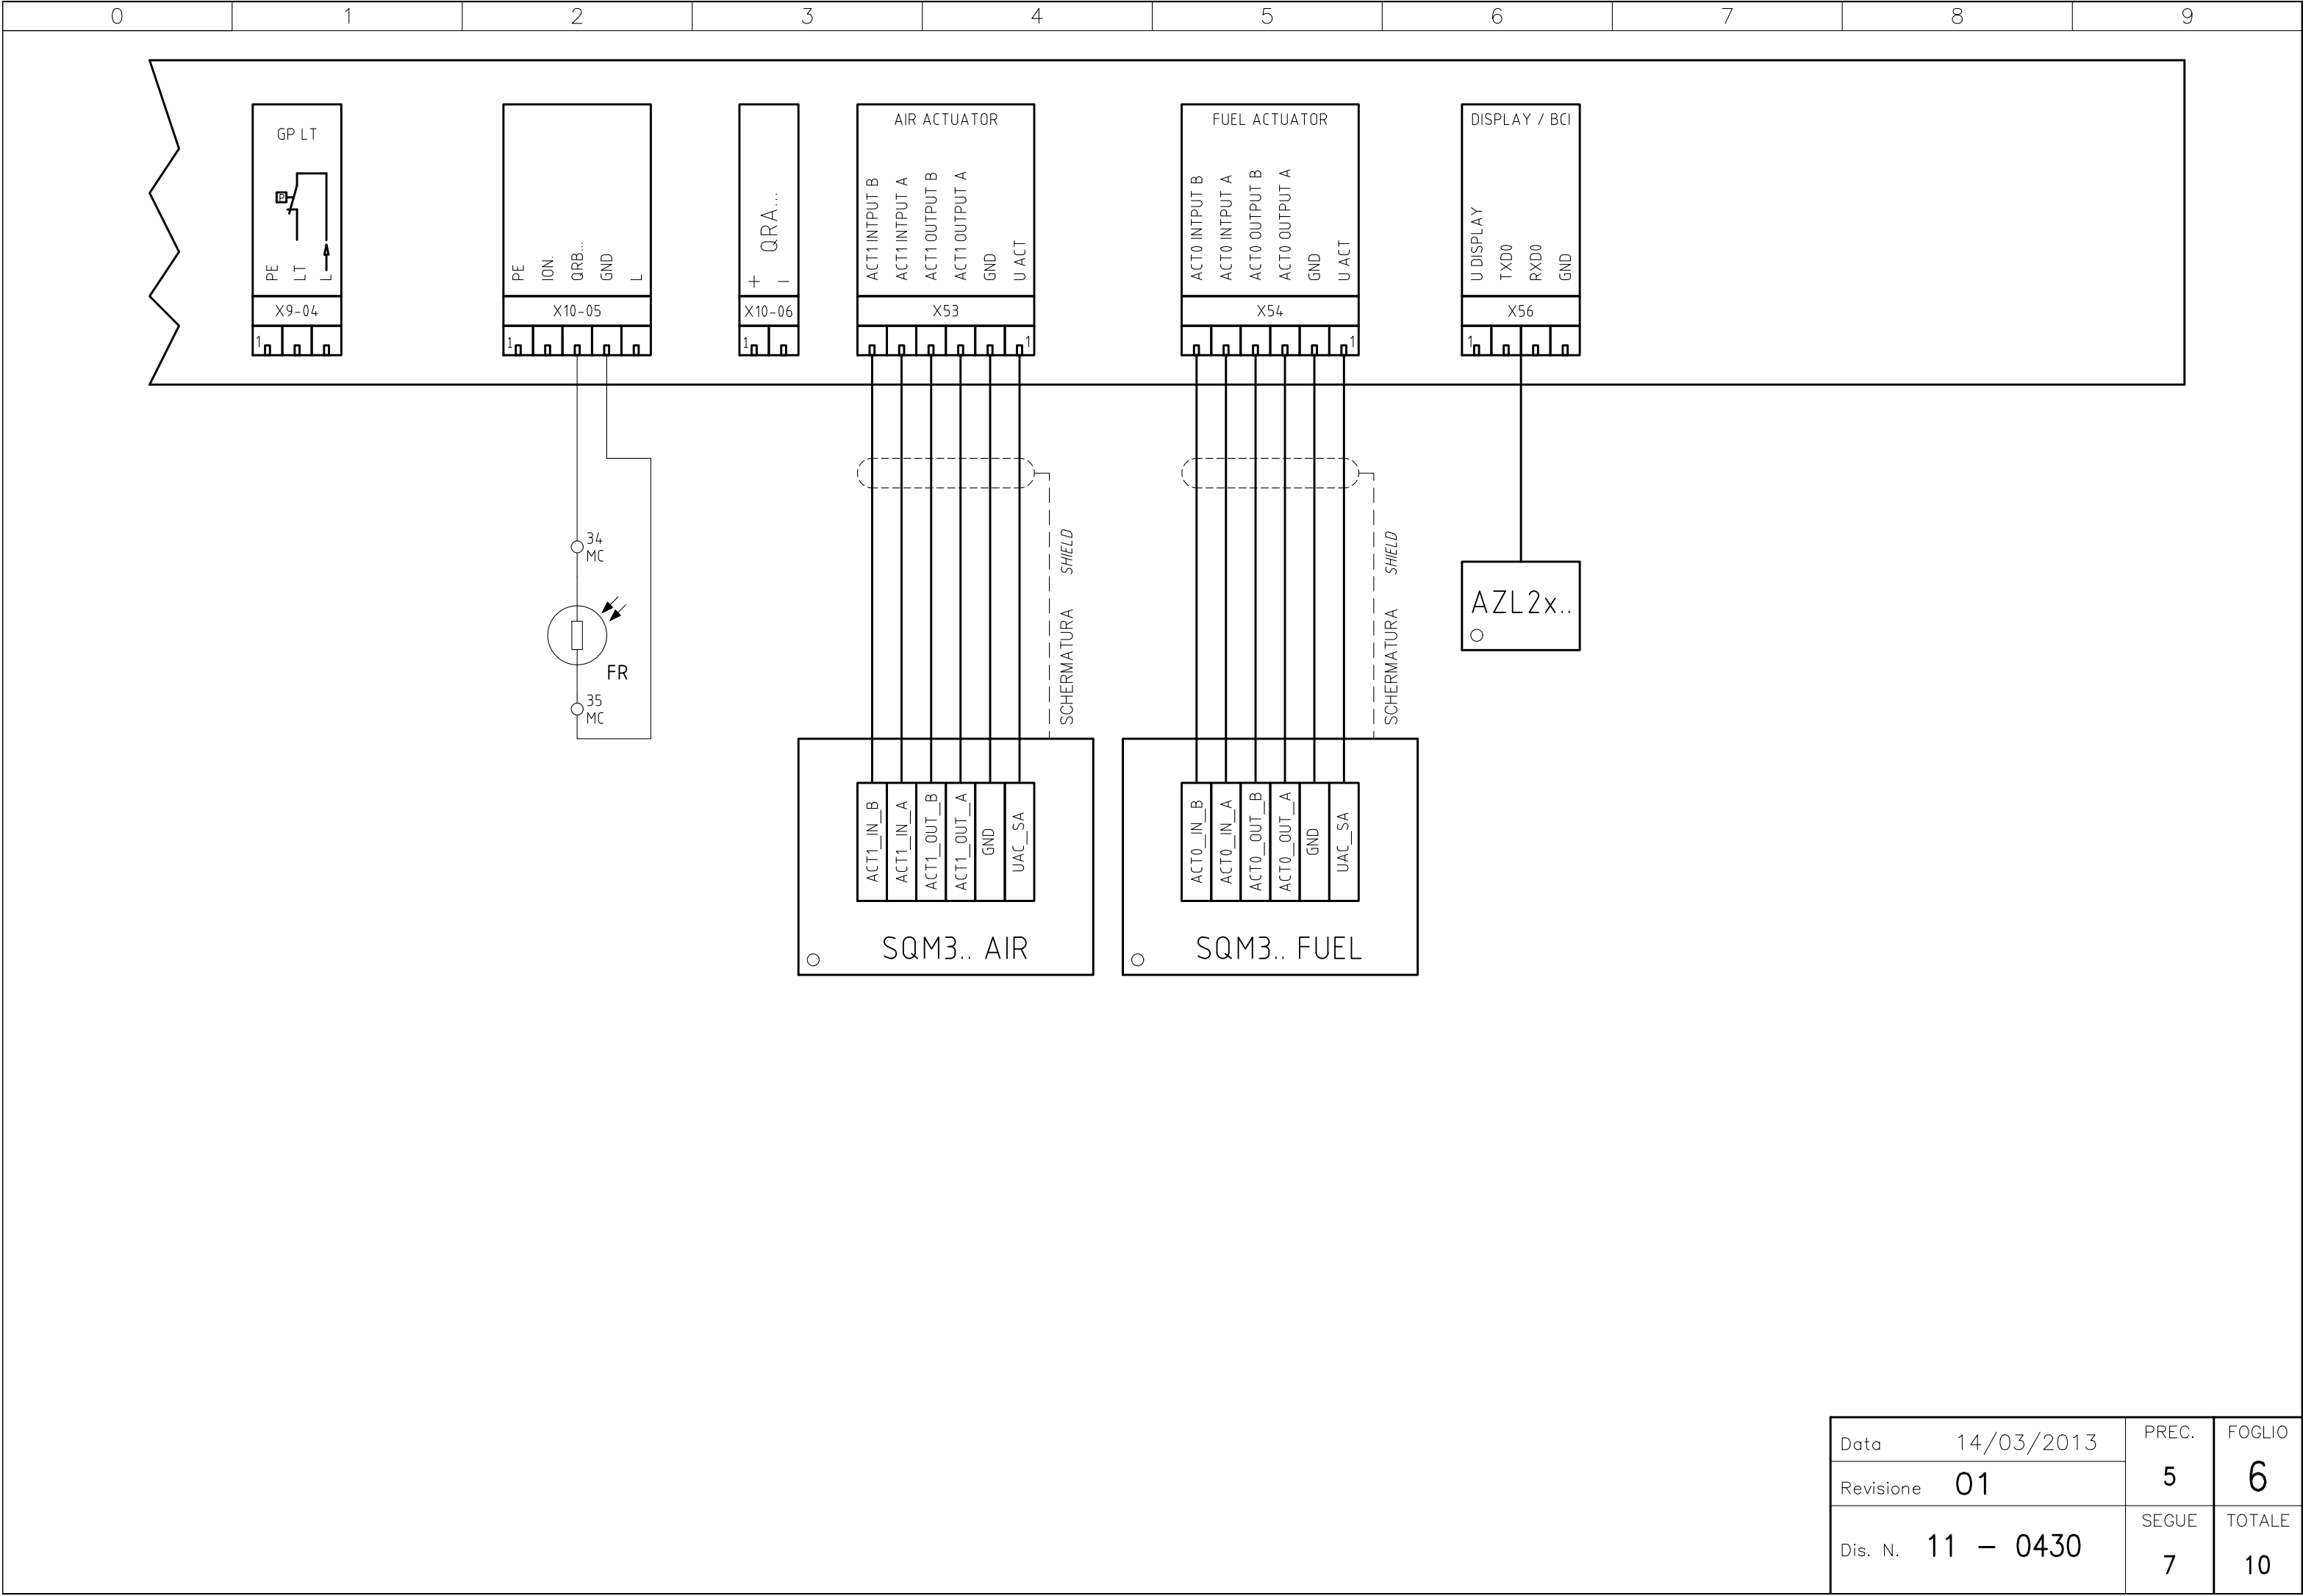 0 1 2 3 4 5 6 7 8 9
GP LT
P
PE
LT
L
X9-04
1
PE
ION.
QRB...
GND
L
X10-05
1
QRA...
+
−
X10-06
1
AIR ACTUATOR
ACT1 INTPUT B
ACT1 INTPUT A
ACT1 OUTPUT B
ACT1 OUTPUT A
GND
U ACT
X53
1
FUEL ACTUATOR
ACT0 INTPUT B
ACT0 INTPUT A
ACT0 OUTPUT B
ACT0 OUTPUT A
GND
U ACT
X54
1
DISPLAY / BCI
U DISPLAY
TXD0
RXD0
GND
X56
1
34
MC
FR
35
MC
SCHERMATURA SHIELD
SCHERMATURA SHIELD
AZL2x..
ACT1_IN_B
ACT1_IN_A
ACT1_OUT_B
ACT1_OUT_A
GND
UAC_SA
SQM3.. AIR
ACT0_IN_B
ACT0_IN_A
ACT0_OUT_B
ACT0_OUT_A
GND
UAC_SA
SQM3.. FUEL
Data 14/03/2013
Revisione 01
Dis. N. 11 - 0430
PREC.
5
FOGLIO
6
SEGUE
7
TOTALE
10